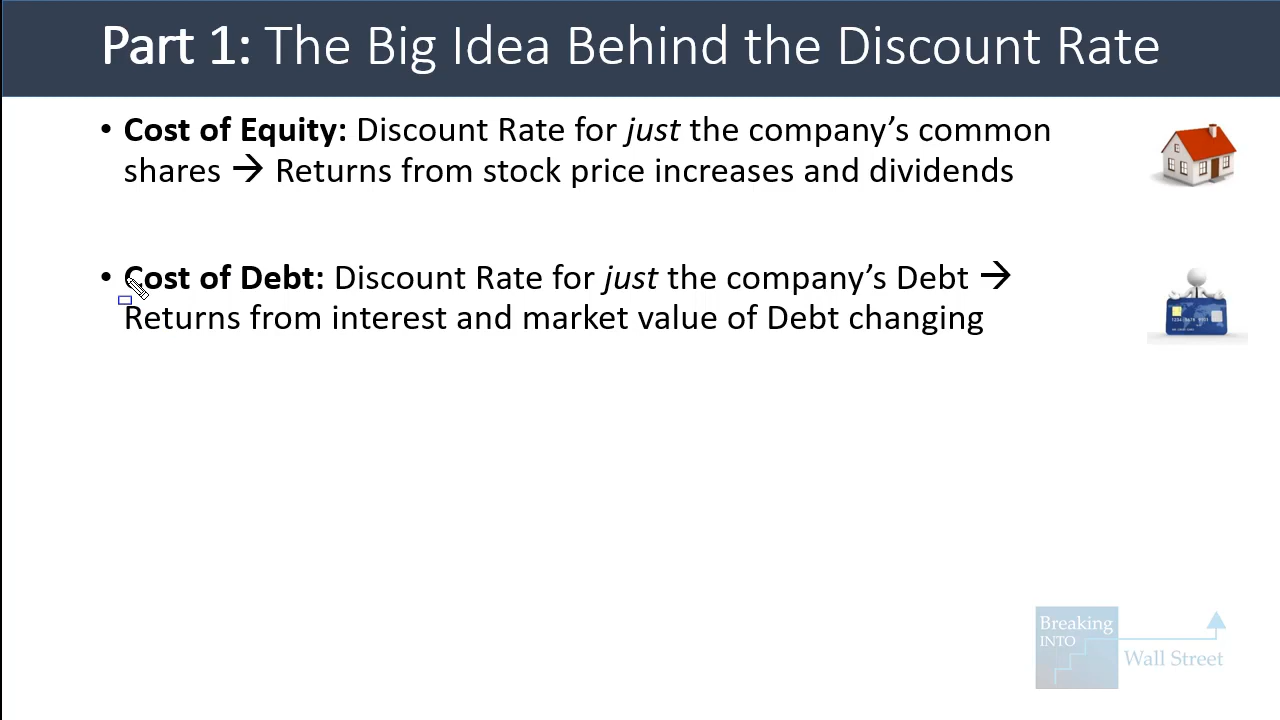 Part 1: The Big Idea Behind the Discount Rate
• Cost of Equity: Discount Rate for just the company’s common
shares → Returns from stock price increases and dividends
• Cost of Debt: Discount Rate for just the company’s Debt →
Returns from interest and market value of Debt changing
Breaking
INTO
Wall Street